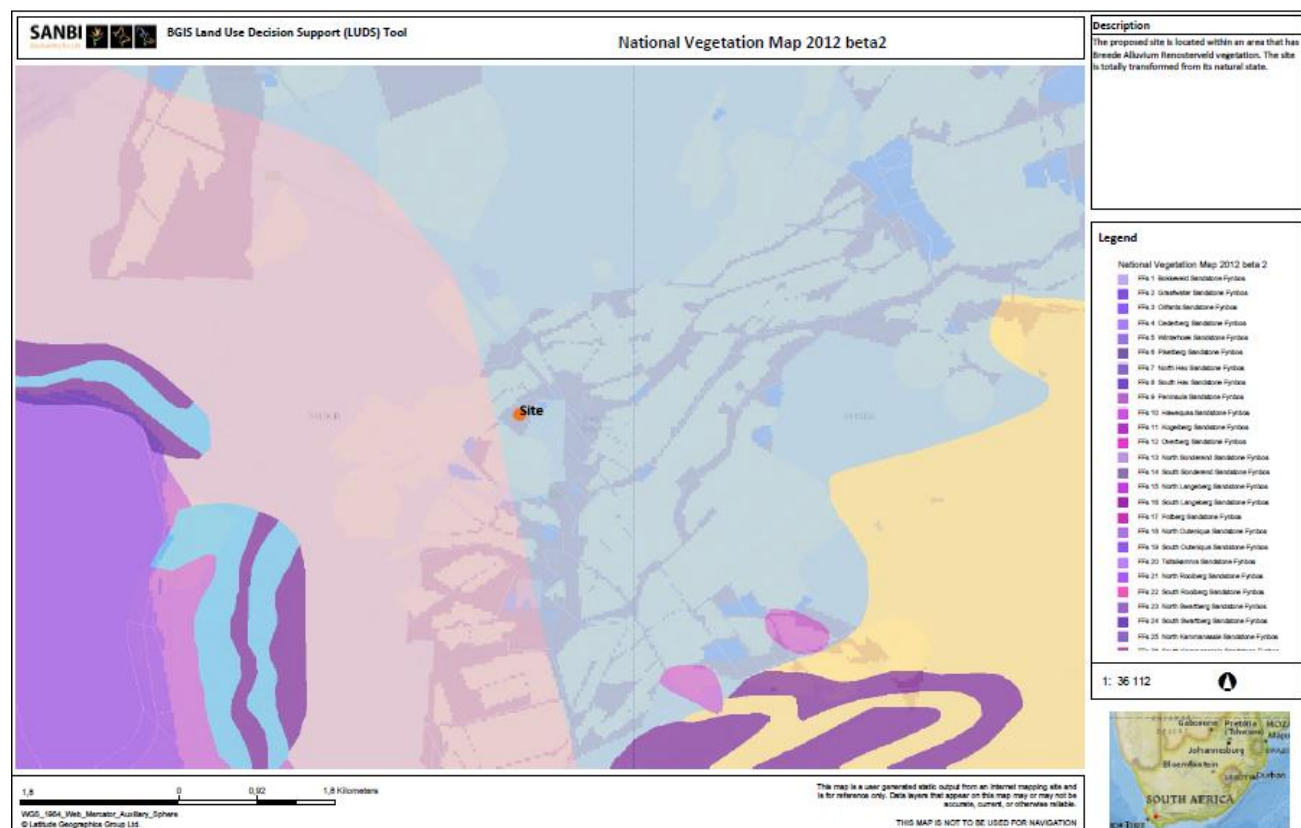 SANBI
BGIS Land Use Decision Support (LUDS) Tool
National Vegetation Map 2012 beta2
Description
The proposed site is located within an area that has
Breede Alluvium Renosterveld vegetation. The site
is totally transformed from its natural state.
Site
Legend
National Vegetation Map 2012 beta 2
FFs 1 Bokkeveld Sandstone Fynbos
FFs 2 Graafwater Sandstone Fynbos
FFs 3 Olifants Sandstone Fynbos
FFs 4 Cederberg Sandstone Fynbos
FFs 5 Winterhoek Sandstone Fynbos
FFs 6 Piketberg Sandstone Fynbos
FFs 7 North Hex Sandstone Fynbos
FFs 8 South Hex Sandstone Fynbos
FFs 9 Peninsula Sandstone Fynbos
FFs 10 Hawequas Sandstone Fynbos
FFs 11 Kogelberg Sandstone Fynbos
FFs 12 Overberg Sandstone Fynbos
FFs 13 North Sonderend Sandstone Fynbos
FFs 14 South Sonderend Sandstone Fynbos
FFs 15 North Langeberg Sandstone Fynbos
FFs 16 South Langeberg Sandstone Fynbos
FFs 17 Potberg Sandstone Fynbos
FFs 18 North Outeniqua Sandstone Fynbos
FFs 19 South Outeniqua Sandstone Fynbos
FFs 20 Tsitsikamma Sandstone Fynbos
FFs 21 North Rooiberg Sandstone Fynbos
FFs 22 South Rooiberg Sandstone Fynbos
FFs 23 North Swartberg Sandstone Fynbos
FFs 24 South Swartberg Sandstone Fynbos
FFs 25 North Kammanassie Sandstone Fynbos
1: 36 112
Gaborone Pretoria
(Tshwane)
Johannesburg
Bloemfontein
Durban
SOUTH AFRICA
1,8 0 0,92 1,8 Kilometers
WGS_1984_Web_Mercator_Auxiliary_Sphere
© Latitude Geographics Group Ltd.
This map is a user generated static output from an Internet mapping site and
is for reference only. Data layers that appear on this map may or may not be
accurate, current, or otherwise reliable.
THIS MAP IS NOT TO BE USED FOR NAVIGATION